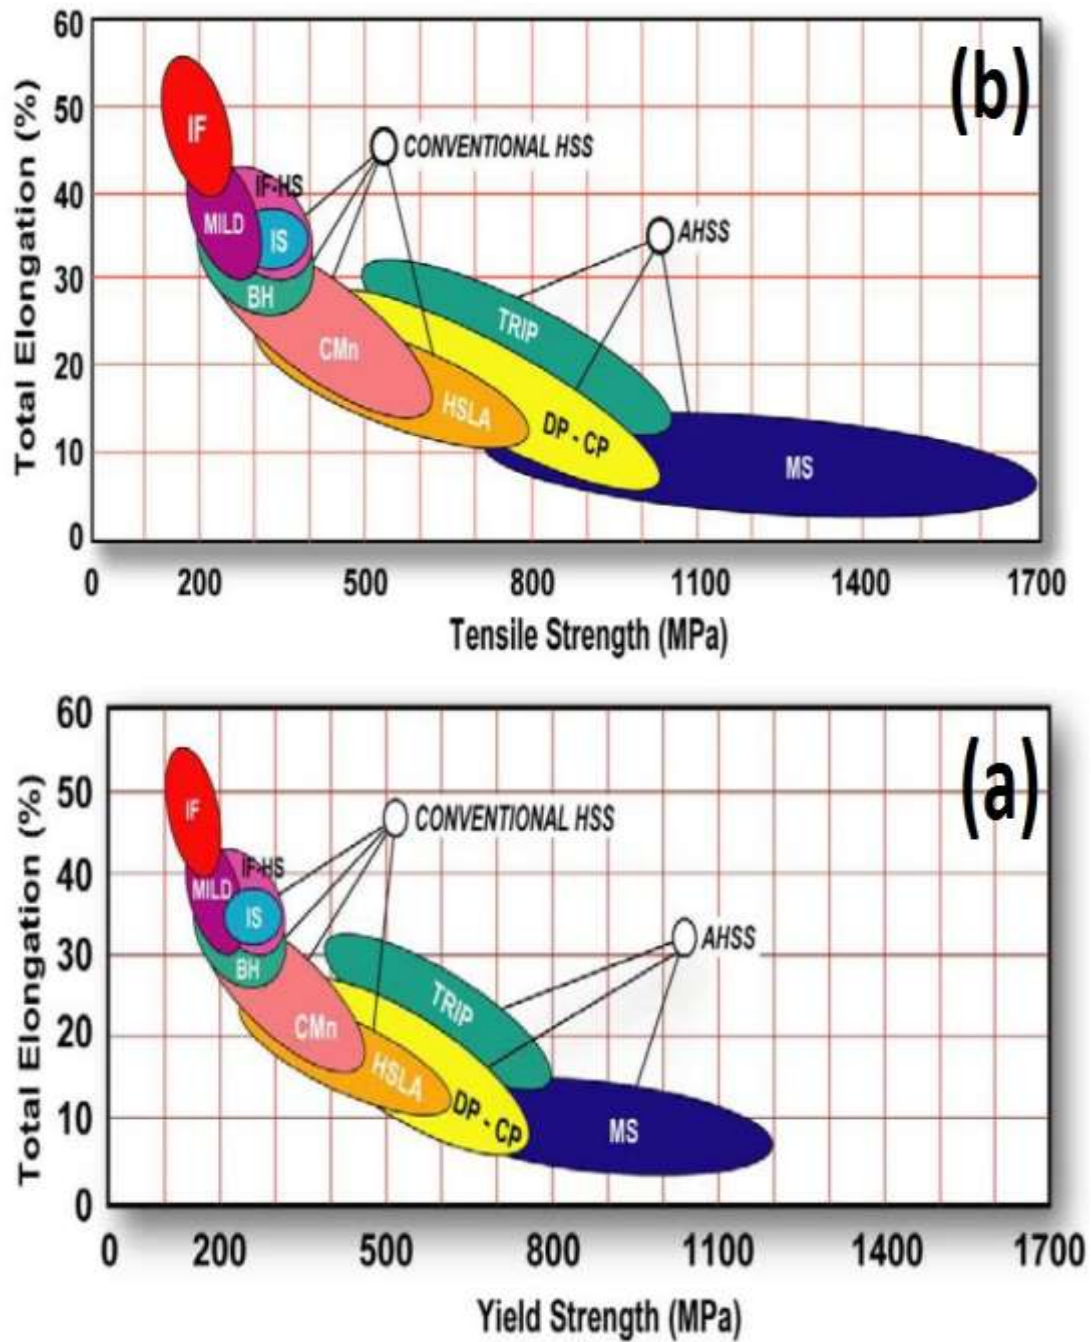 60
(b)
50
IF
CONVENTIONAL HSS
40
IF-HS
MILD
IS
AHSS
30
BH
TRIP
CMn
20
HSLA
DP - CP
MS
10
0
Total Elongation (%)
0 200 500 800 1100 1400 1700
Tensile Strength (MPa)
60
(a)
50
IF
CONVENTIONAL HSS
40
IF-HS
MILD
IS
AHSS
30
BH
TRIP
CMn
20
HSLA
DP - CP
MS
10
0
Total Elongation (%)
0 200 500 800 1100 1400 1700
Yield Strength (MPa)